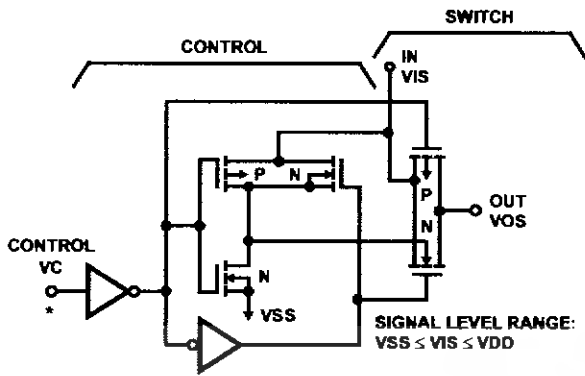 SWITCH
CONTROL
IN
VIS
P
N
P
OUT
VOS
N
CONTROL
VC
*
N
VSS
SIGNAL LEVEL RANGE:
VSS ≤ VIS ≤ VDD